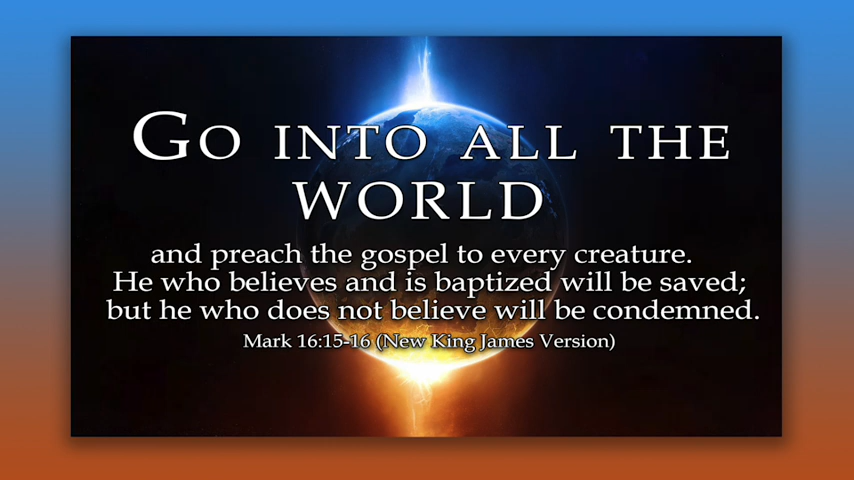 Go into all the
world
and preach the gospel to every creature.
He who believes and is baptized will be saved;
but he who does not believe will be condemned.
Mark 16:15-16 (New King James Version)